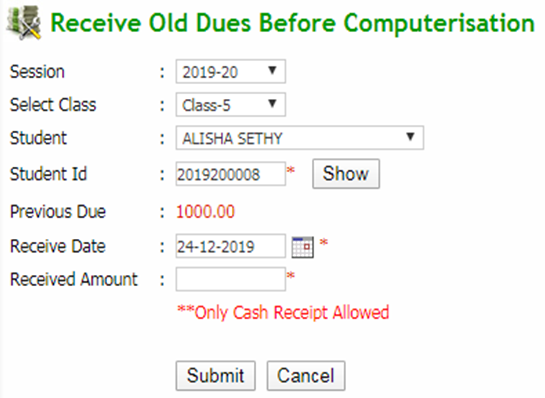 Receive Old Dues Before Computerisation
Session : 2019-20
Select Class : Class-5
Student : ALISHA SETHY
Student Id : 2019200008 * Show
Previous Due : 1000.00
Receive Date : 24-12-2019 *
Received Amount : *
**Only Cash Receipt Allowed
Submit Cancel